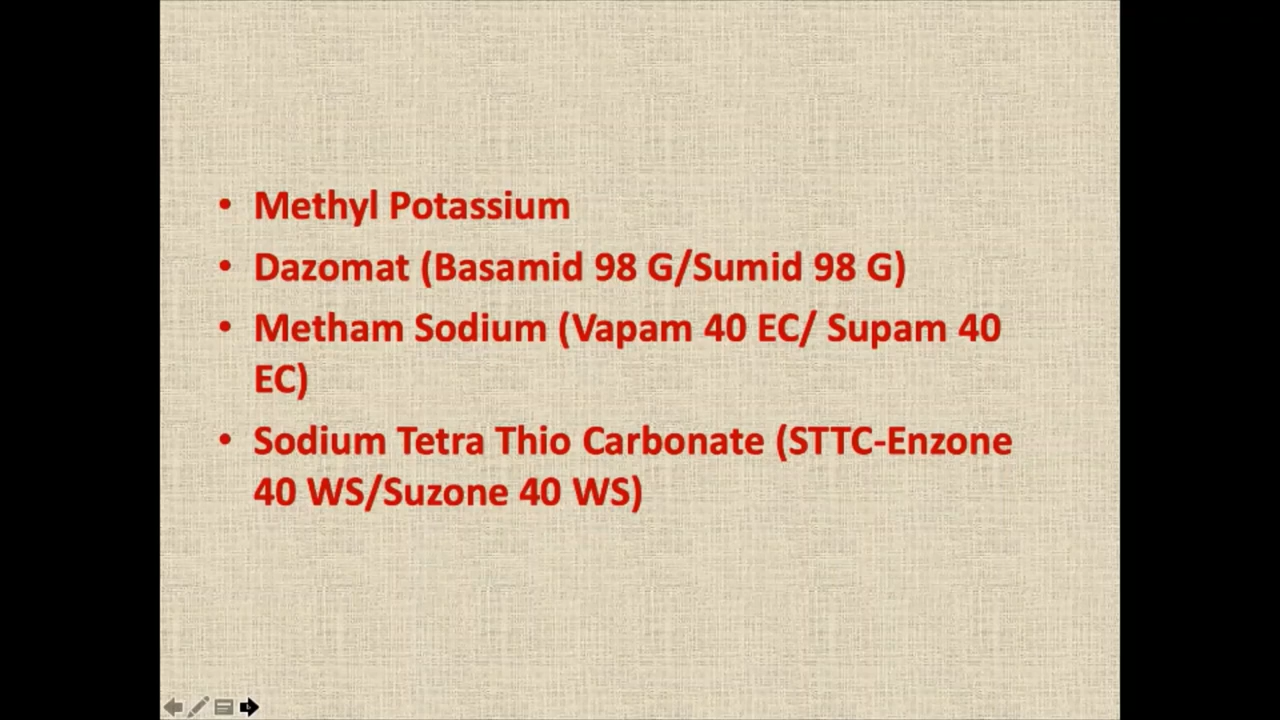 • Methyl Potassium
• Dazomat (Basamid 98 G/Sumid 98 G)
• Metham Sodium (Vapam 40 EC/ Supam 40
EC)
• Sodium Tetra Thio Carbonate (STTC-Enzone
40 WS/Suzone 40 WS)